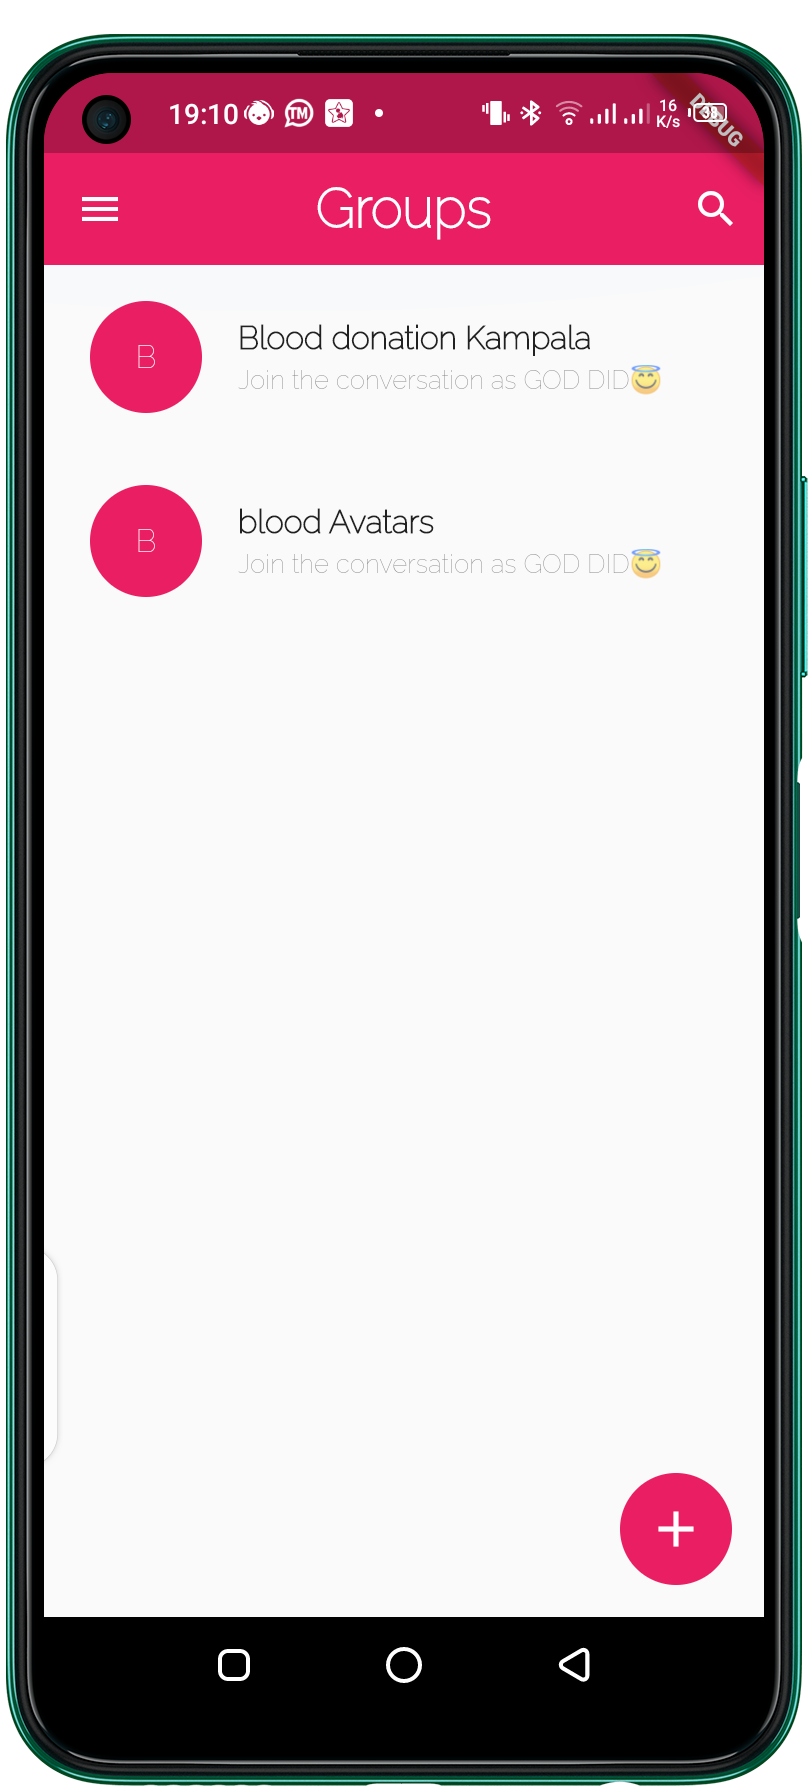 19:10 TM 16 K/s 38
DEBUG
Groups
B
Blood donation Kampala
Join the conversation as GOD DID😇
B
blood Avatars
Join the conversation as GOD DID😇